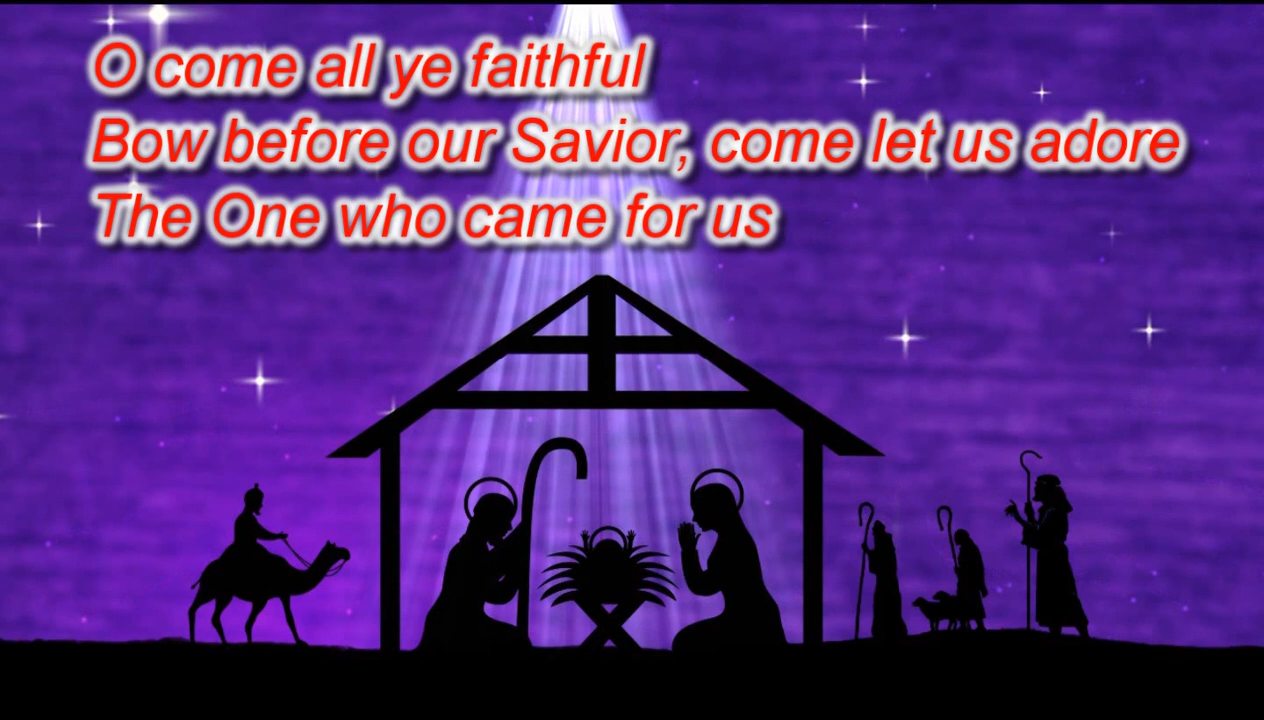 O come all ye faithful
Bow before our Savior, come let us adore
The One who came for us